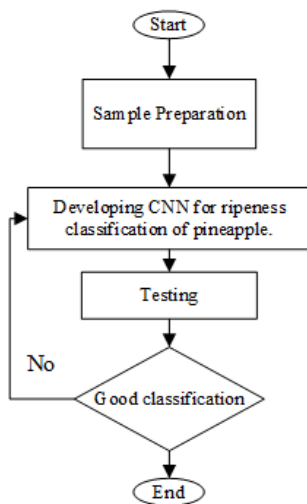 Start
Sample Preparation
Developing CNN for ripeness
classification of pineapple.
Testing
No
Good classification
End